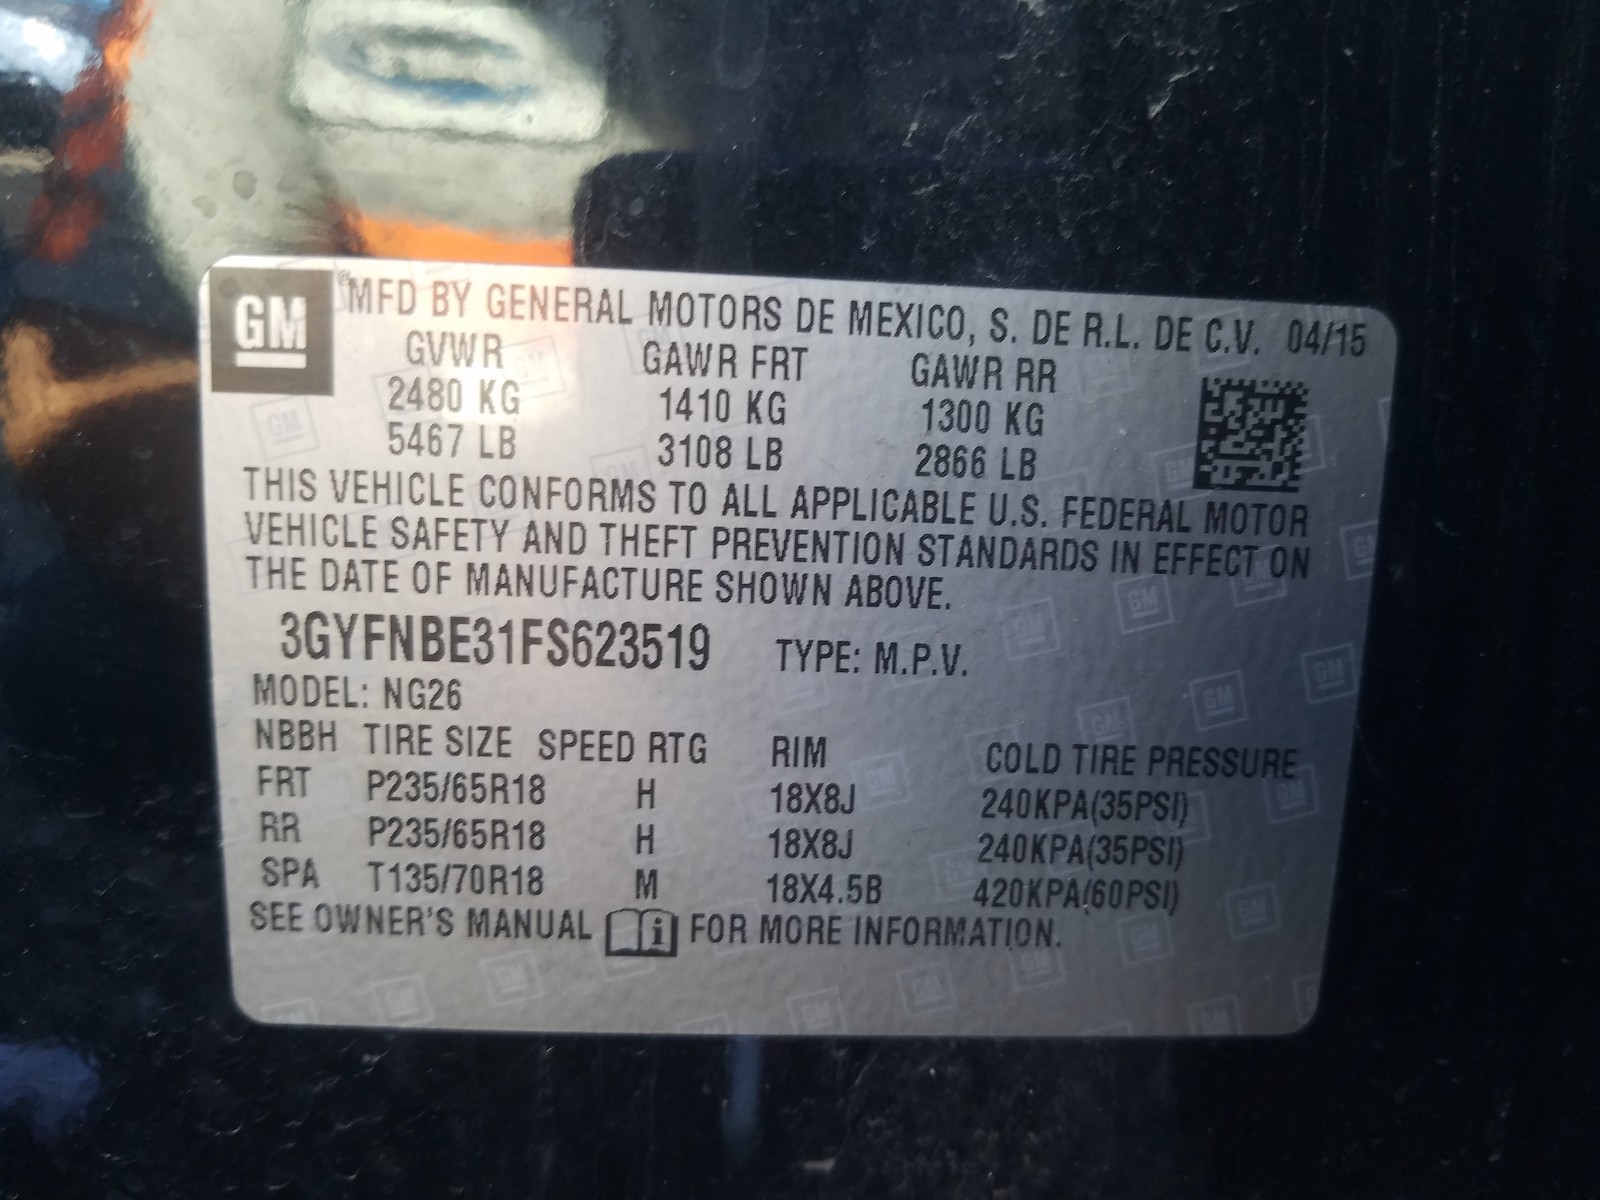 GM ® MFD BY GENERAL MOTORS DE MEXICO, S. DE R.L. DE C.V. 04/15
GVWR GAWR FRT GAWR RR
2480 KG 1410 KG 1300 KG
5467 LB 3108 LB 2866 LB
THIS VEHICLE CONFORMS TO ALL APPLICABLE U.S. FEDERAL MOTOR
VEHICLE SAFETY AND THEFT PREVENTION STANDARDS IN EFFECT ON
THE DATE OF MANUFACTURE SHOWN ABOVE.
3GYFNBE31FS623519 TYPE: M.P.V.
MODEL: NG26
NBBH TIRE SIZE SPEED RTG RIM COLD TIRE PRESSURE
FRT P235/65R18 H 18X8J 240KPA(35PSI)
RR P235/65R18 H 18X8J 240KPA(35PSI)
SPA T135/70R18 M 18X4.5B 420KPA(60PSI)
SEE OWNER'S MANUAL i FOR MORE INFORMATION.